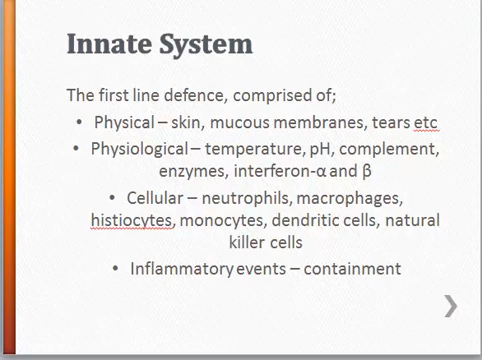 Innate System
The first line defence, comprised of;
• Physical – skin, mucous membranes, tears etc
• Physiological – temperature, pH, complement,
enzymes, interferon-α and β
• Cellular – neutrophils, macrophages,
histiocytes, monocytes, dendritic cells, natural
killer cells
• Inflammatory events – containment